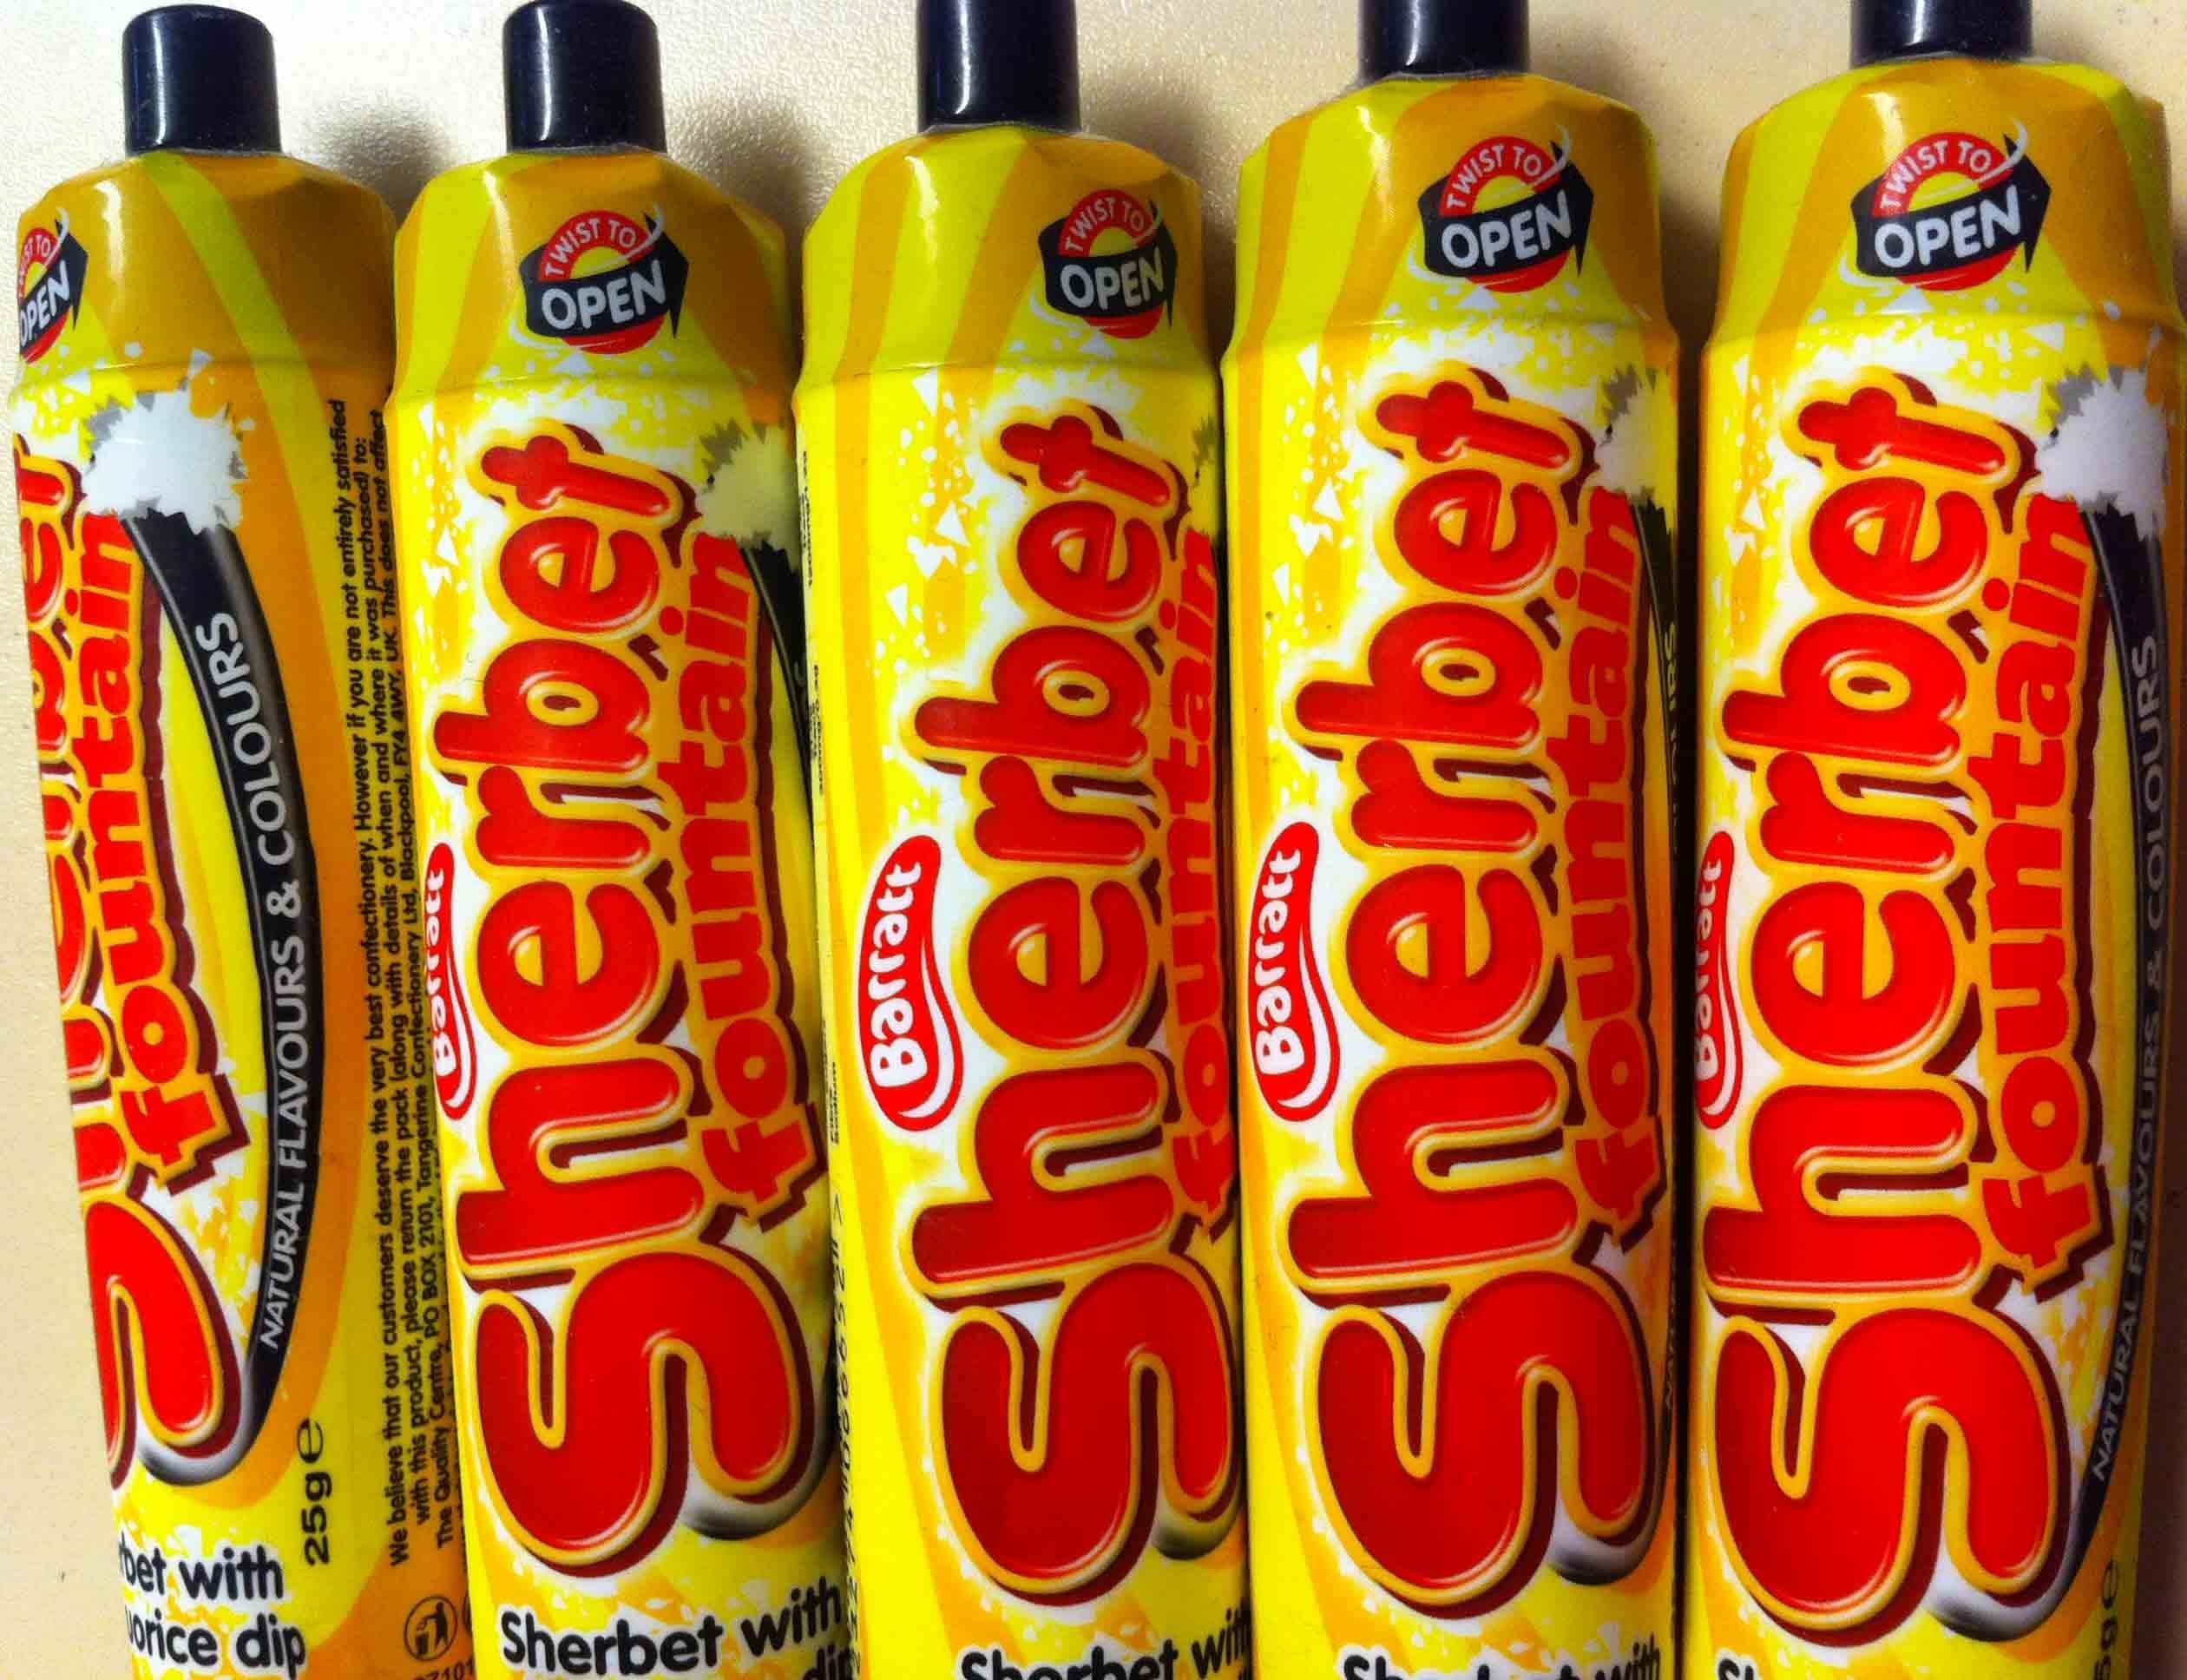 TWIST TO
OPEN
fountain
NATURAL FLAVOURS & COLOURS
25g e
with
dip
We believe that our customers deserve the very best confectionery. However if you are not entirely satisfied
with this product, please return the pack (along with details of when and where it was purchased) to:
The Quality Centre, PO BOX 2101, Tangerine Confectionery Ltd, Blackpool, FY4 4WY, UK. This does not affect
TWIST TO
OPEN
Barratt
Sherbet
fountain
Sherbet with
TWIST TO
OPEN
Barratt
Sherbet
fountain
Sherbet with
TWIST TO
OPEN
Barratt
Sherbet
fountain
Sherbet with
TWIST TO
OPEN
Barratt
Sherbet
fountain
NATURAL FLAVOURS & COLOURS